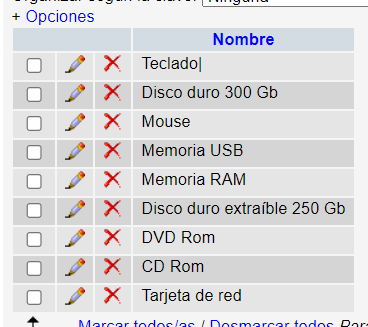 Organizar según la clave: Ninguna
+ Opciones
Nombre
Teclado
Disco duro 300 Gb
Mouse
Memoria USB
Memoria RAM
Disco duro extraíble 250 Gb
DVD Rom
CD Rom
Tarjeta de red
Marcar todos/as / Desmarcar todos Para